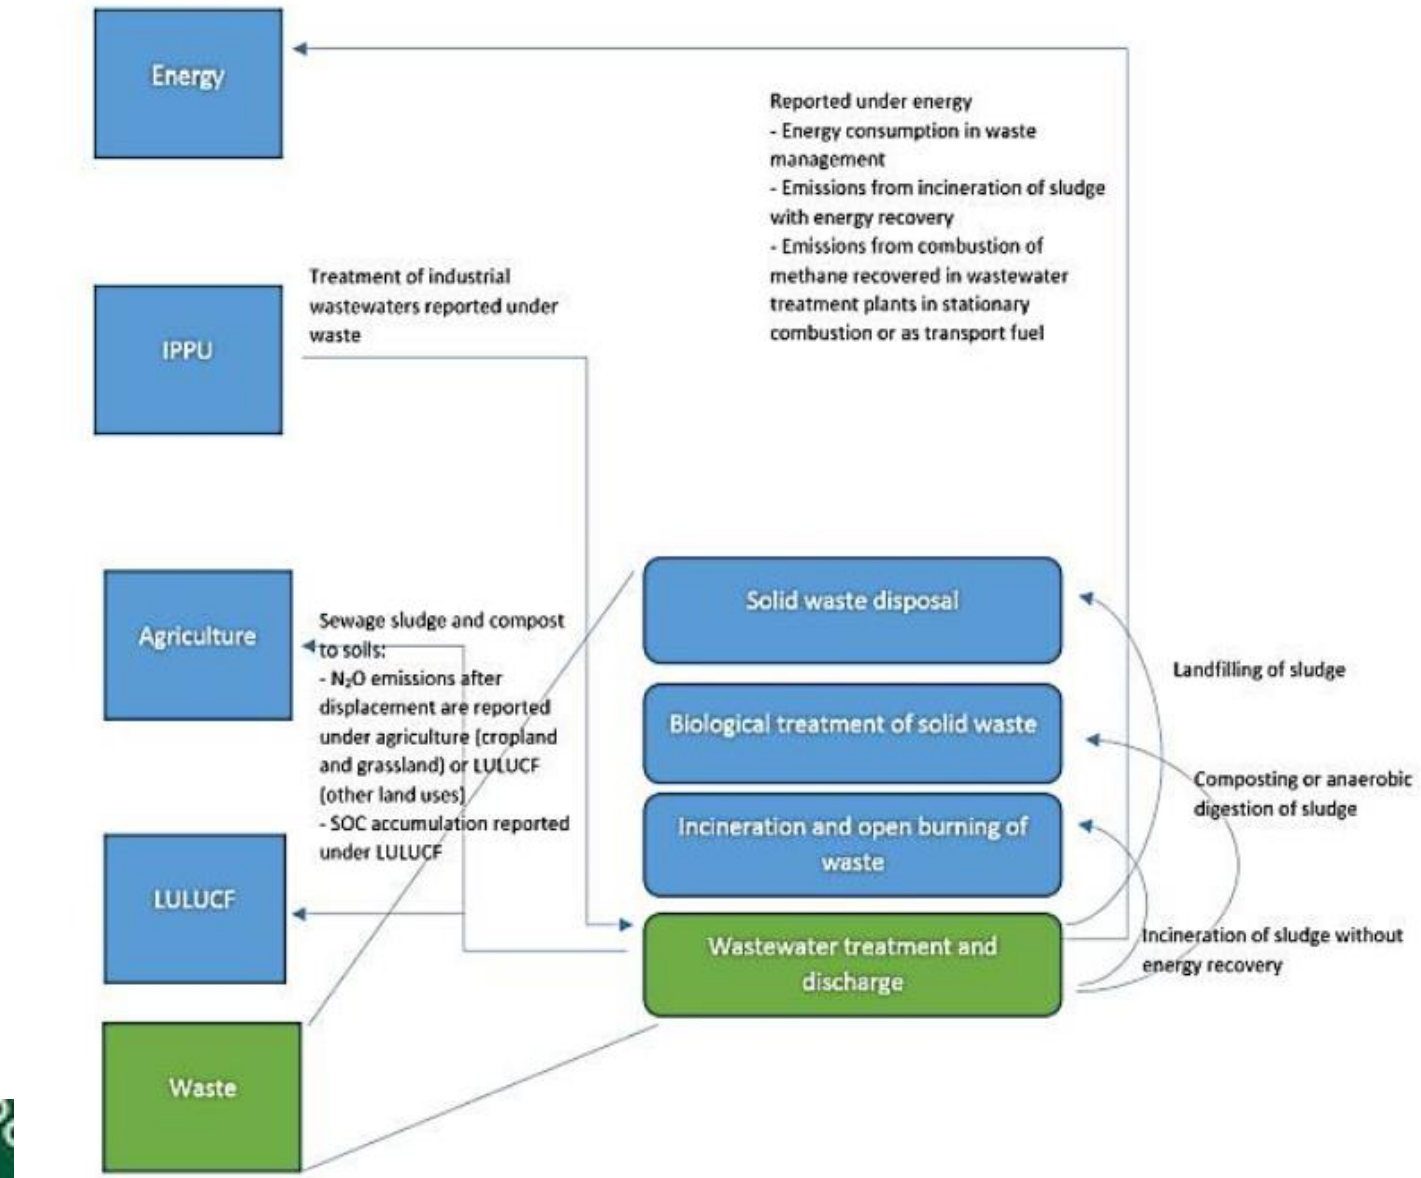 Energy
Reported under energy
- Energy consumption in waste
management
- Emissions from incineration of sludge
with energy recovery
- Emissions from combustion of
methane recovered in wastewater
treatment plants in stationary
combustion or as transport fuel
Treatment of industrial
wastewaters reported under
waste
IPPU
Agriculture
Sewage sludge and compost
to soils:
- N₂O emissions after
displacement are reported
under agriculture (cropland
and grassland) or LULUCF
(other land uses)
- SOC accumulation reported
under LULUCF
LULUCF
Waste
Solid waste disposal
Biological treatment of solid waste
Incineration and open burning of
waste
Wastewater treatment and
discharge
Landfilling of sludge
Composting or anaerobic
digestion of sludge
Incineration of sludge without
energy recovery